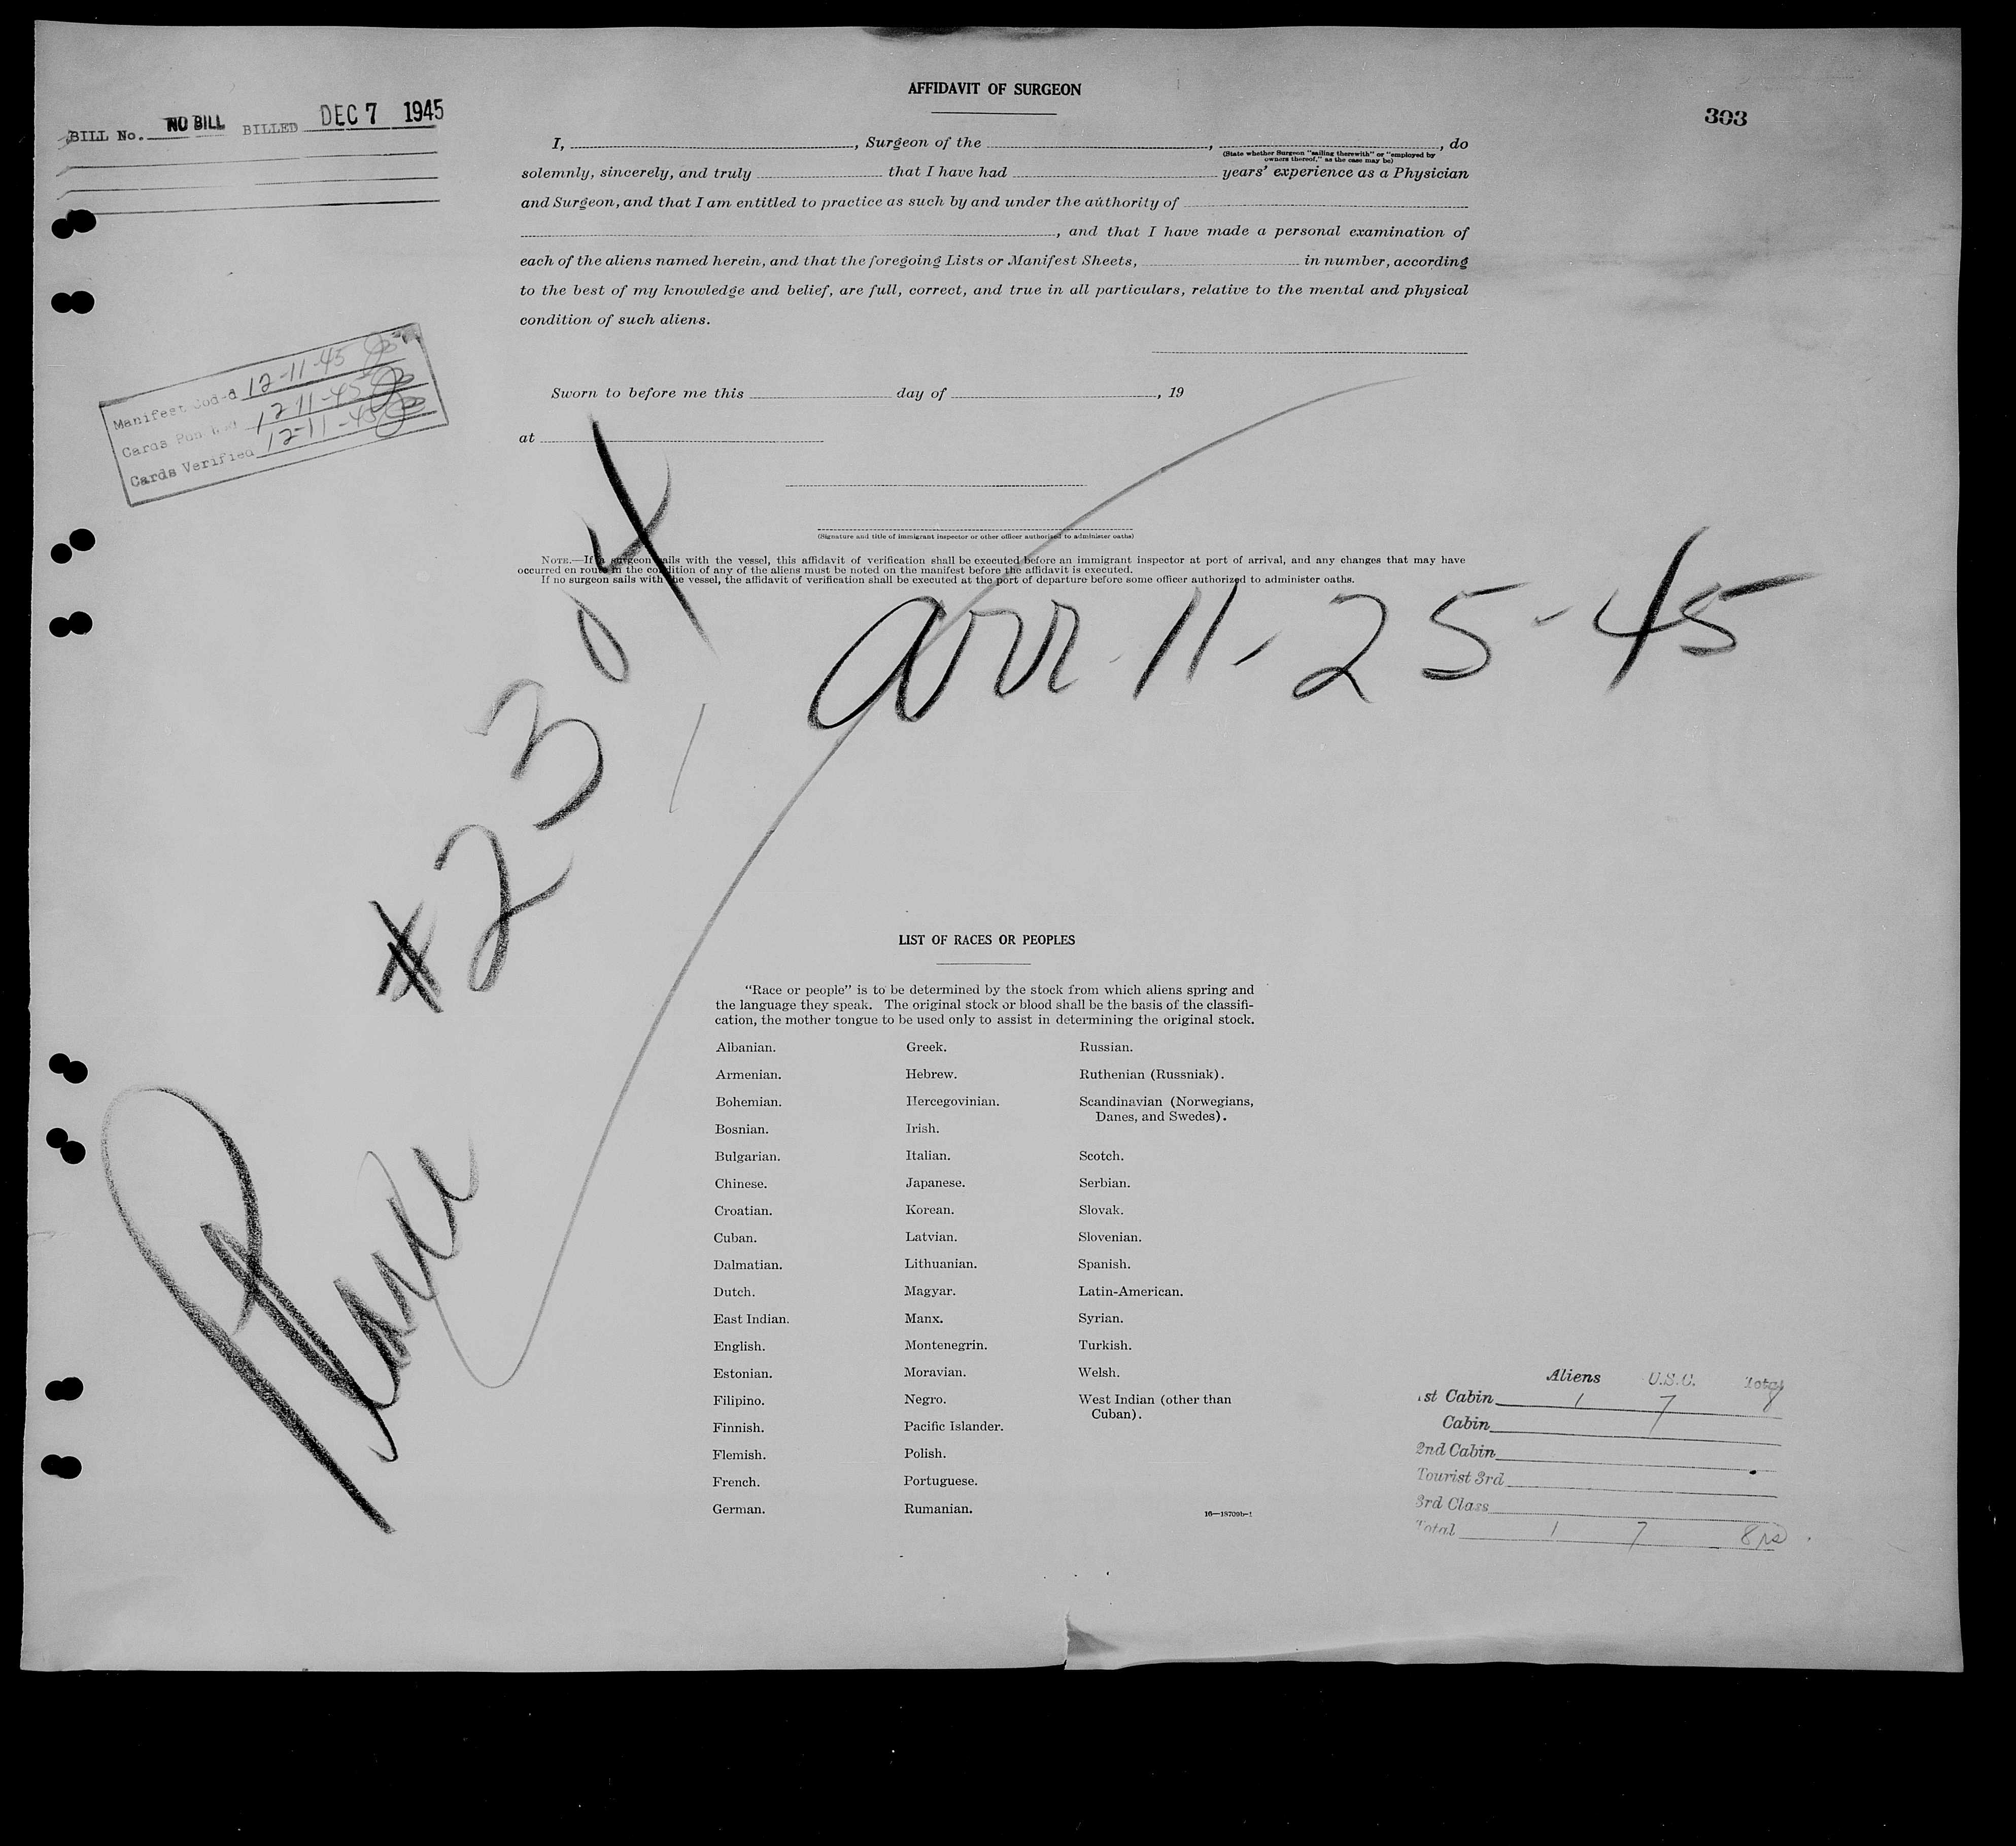 AFFIDAVIT OF SURGEON
303
BILL No. NO BILL BILLED DEC 7 1945
I, , Surgeon of the , , do
(State whether Surgeon "sailing therewith" or "employed by
owners thereof," as the case may be)
solemnly, sincerely, and truly that I have had years' experience as a Physician
and Surgeon, and that I am entitled to practice as such by and under the authority of
, and that I have made a personal examination of
each of the aliens named herein, and that the foregoing Lists or Manifest Sheets, in number, according
to the best of my knowledge and belief, are full, correct, and true in all particulars, relative to the mental and physical
condition of such aliens.
Manifest Coded 12-11-45
Cards Punched 12-11-45
Cards Verified 12-11-45
Sworn to before me this day of , 19
at
(Signature and title of immigrant inspector or other officer authorized to administer oaths)
NOTE.—If a surgeon sails with the vessel, this affidavit of verification shall be executed before an immigrant inspector at port of arrival, and any changes that may have
occurred en route in the condition of any of the aliens must be noted on the manifest before the affidavit is executed.
If no surgeon sails with the vessel, the affidavit of verification shall be executed at the port of departure before some officer authorized to administer oaths.
Plane #2304
arr. 11-25-45
LIST OF RACES OR PEOPLES
"Race or people" is to be determined by the stock from which aliens spring and
the language they speak. The original stock or blood shall be the basis of the classifi-
cation, the mother tongue to be used only to assist in determining the original stock.
Albanian.
Armenian.
Bohemian.
Bosnian.
Bulgarian.
Chinese.
Croatian.
Cuban.
Dalmatian.
Dutch.
East Indian.
English.
Estonian.
Filipino.
Finnish.
Flemish.
French.
German.
Greek.
Hebrew.
Hercegovinian.
Irish.
Italian.
Japanese.
Korean.
Latvian.
Lithuanian.
Magyar.
Manx.
Montenegrin.
Moravian.
Negro.
Pacific Islander.
Polish.
Portuguese.
Rumanian.
Russian.
Ruthenian (Russniak).
Scandinavian (Norwegians,
Danes, and Swedes).
Scotch.
Serbian.
Slovak.
Slovenian.
Spanish.
Latin-American.
Syrian.
Turkish.
Welsh.
West Indian (other than
Cuban).
Aliens U.S.C. Total
1st Cabin 1 7 8
Cabin
2nd Cabin
Tourist 3rd
3rd Class
Total 1 7 8